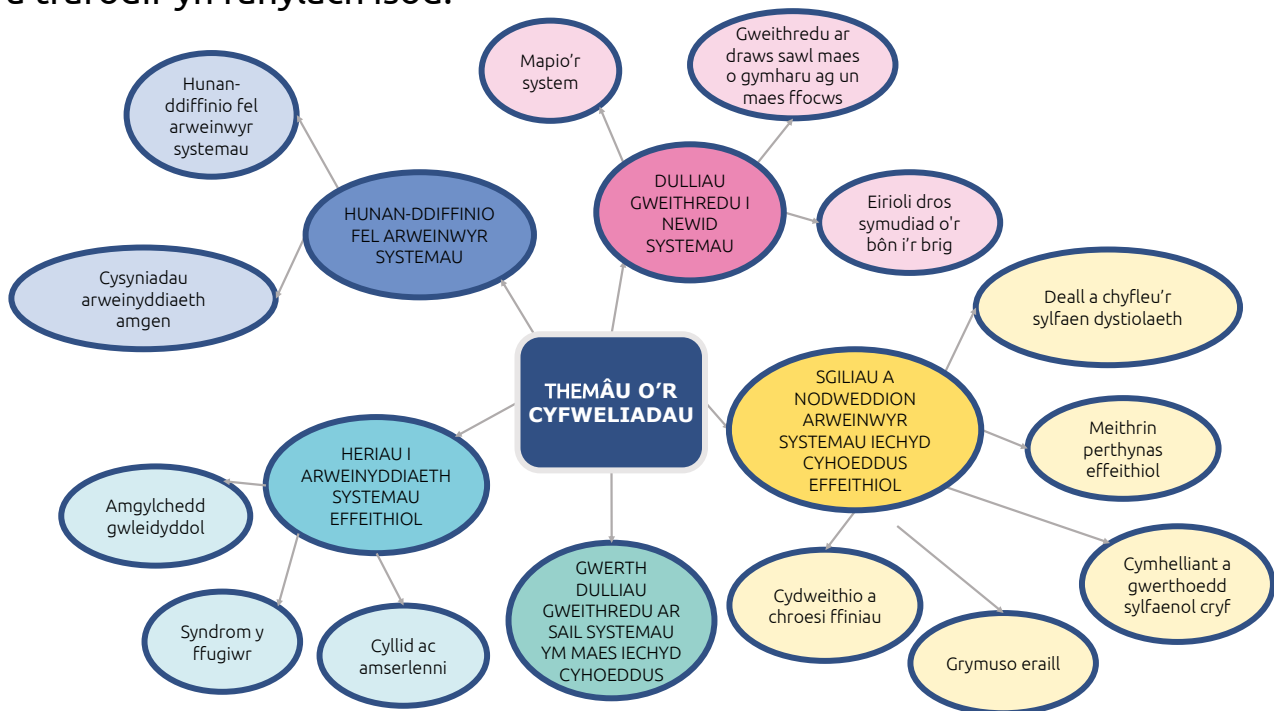 Gweithredu ar
draws sawl maes
o gymharu ag un
maes ffocws
Mapio'r
system
Hunan-
ddiffinio fel
arweinwyr
systemau
DULLIAU
GWEITHREDU I
NEWID
SYSTEMAU
HUNAN-DDIFFINIO
FEL ARWEINWYR
SYSTEMAU
Eirioli dros
symudiad o'r
bôn i'r brig
Cysyniadau
arweinyddiaeth
amgen
Deall a chyfleu'r
sylfaen dystiolaeth
THEMÂU O'R
CYFWELIADAU
SGILIAU A
NODWEDDION
ARWEINWYR
SYSTEMAU IECHYD
CYHOEDDUS
EFFEITHIOL
Meithrin
perthynas
effeithiol
HERIAU I
ARWEINYDDIAETH
SYSTEMAU
EFFEITHIOL
Amgylchedd
gwleidyddol
GWERTH
DULLIAU
GWEITHREDU AR
SAIL SYSTEMAU
YM MAES IECHYD
CYHOEDDUS
Cymhelliant a
gwerthoedd
sylfaenol cryf
Cydweithio a
chroesi ffiniau
Syndrom y
ffugiwr
Cyllid ac
amserlenni
Grymuso eraill